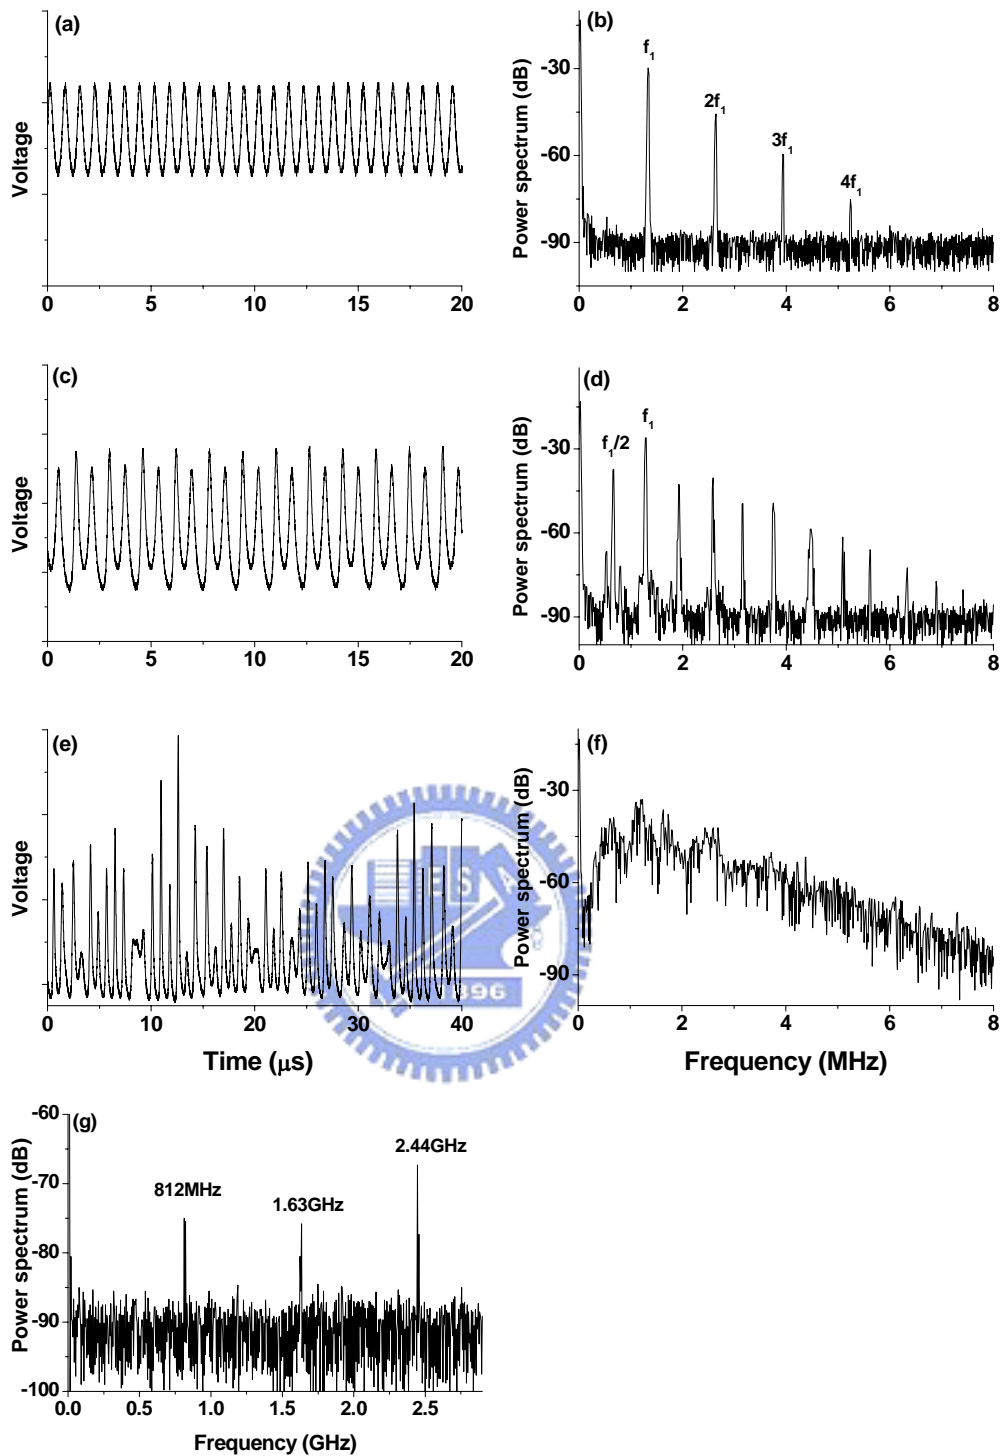 (a)
Voltage
0 5 10 15 20
(b)
Power spectrum (dB)
-30
-60
-90
f₁
2f₁
3f₁
4f₁
0 2 4 6 8
(c)
Voltage
0 5 10 15 20
(d)
Power spectrum (dB)
-30
-60
-90
f₁/2
f₁
0 2 4 6 8
(e)
Voltage
0 10 30 40
Time (μs)
ES
1896
(f)
Power spectrum (dB)
-30
-60
-90
0 2 4 6 8
Frequency (MHz)
(g)
Power spectrum (dB)
-60
-70
-80
-90
-100
812MHz
1.63GHz
2.44GHz
0.0 0.5 1.0 1.5 2.0 2.5
Frequency (GHz)